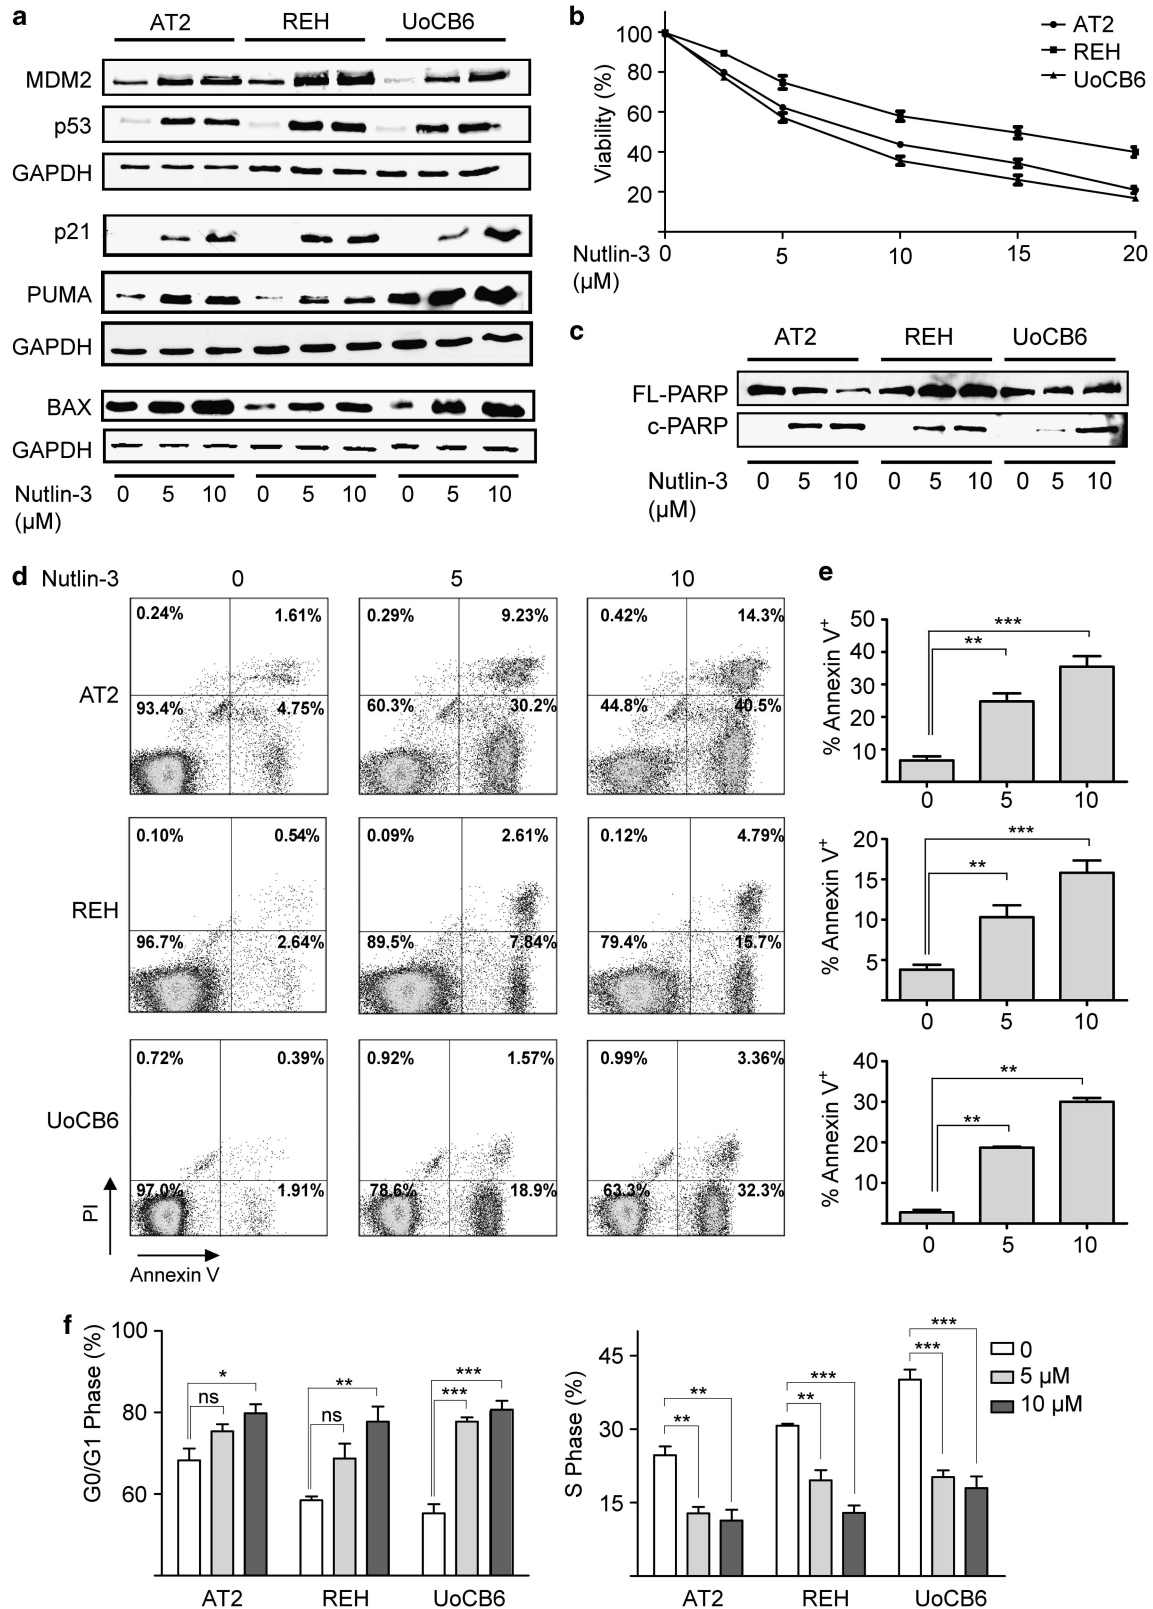 a
AT2 REH UoCB6
MDM2
p53
GAPDH
p21
PUMA
GAPDH
BAX
GAPDH
Nutlin-3 0 5 10 0 5 10 0 5 10
(µM)
b
Viability (%)
100
80
60
40
20
AT2
REH
UoCB6
Nutlin-3 0 5 10 15 20
(µM)
c
AT2 REH UoCB6
FL-PARP
c-PARP
Nutlin-3 0 5 10 0 5 10 0 5 10
(µM)
d Nutlin-3 0 5 10
AT2
0.24% 1.61% 0.29% 9.23% 0.42% 14.3%
93.4% 4.75% 60.3% 30.2% 44.8% 40.5%
REH
0.10% 0.54% 0.09% 2.61% 0.12% 4.79%
96.7% 2.64% 89.5% 7.84% 79.4% 15.7%
UoCB6
0.72% 0.39% 0.92% 1.57% 0.99% 3.36%
97.0% 1.91% 78.6% 18.9% 63.3% 32.3%
PI
Annexin V
e
% Annexin V+
50
40
30
20
10
***
**
0 5 10
% Annexin V+
20
15
10
5
***
**
0 5 10
% Annexin V+
40
30
20
10
**
**
0 5 10
f
G0/G1 Phase (%)
100
80
60
* ns
** ns
*** ***
AT2 REH UoCB6
S Phase (%)
45
30
15
** **
*** **
*** ***
AT2 REH UoCB6
0
5 µM
10 µM